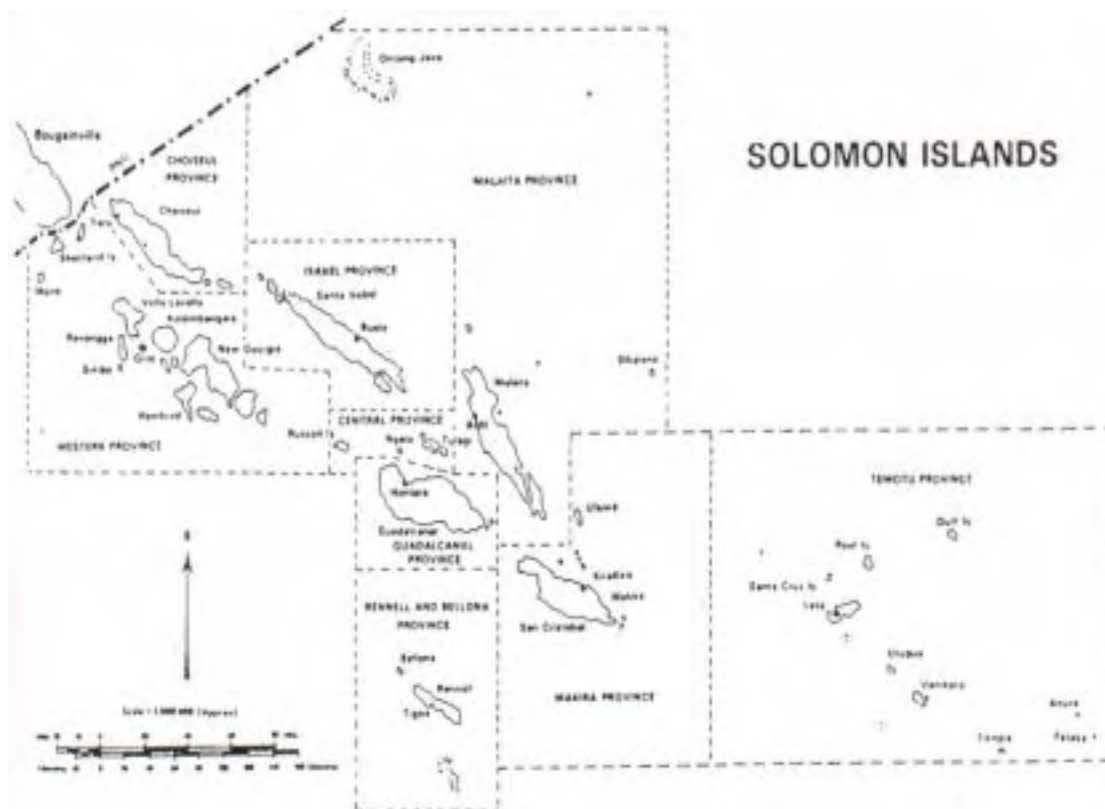 SOLOMON ISLANDS
Ontong Java
Bougainville
CHOISEUL
PROVINCE
MALAITA PROVINCE
Choiseul
Taro
Shortland Is
PROVINCE
Santa Isabel
Vella Lavella
Kolombangara
Ranongga
New Georgia
Gizo
Simbo
Buala
Rendova
WESTERN PROVINCE
Sikaiana
Malaita
Auki
CENTRAL PROVINCE
Russell Is
Tulagi
Honiara
Guadalcanal
GUADALCANAL
PROVINCE
Ulawa
KiraKira
San Cristobal
MAKIRA PROVINCE
RENNELL AND BELLONA
PROVINCE
Bellona
Rennell
Tigoa
TEMOTU PROVINCE
Duff Is
Reef Is
Santa Cruz Is
Lata
Utupua
Vanikoro
Tikopia
Anuta
Fataka